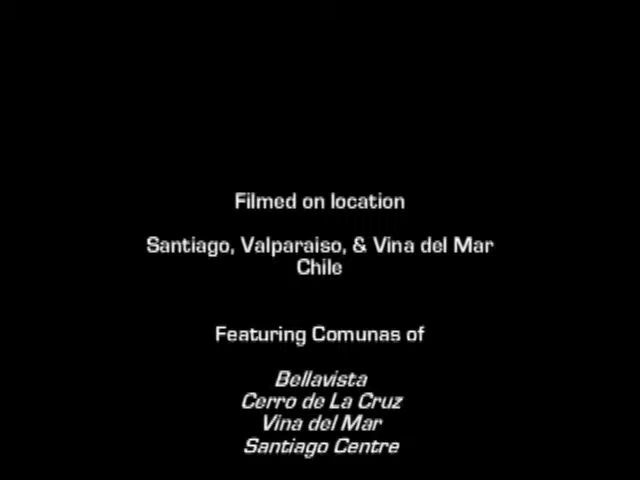 Filmed on location
Santiago, Valparaiso, & Vina del Mar
Chile
Featuring Comunas of
Bellavista
Cerro de La Cruz
Vina del Mar
Santiago Centre